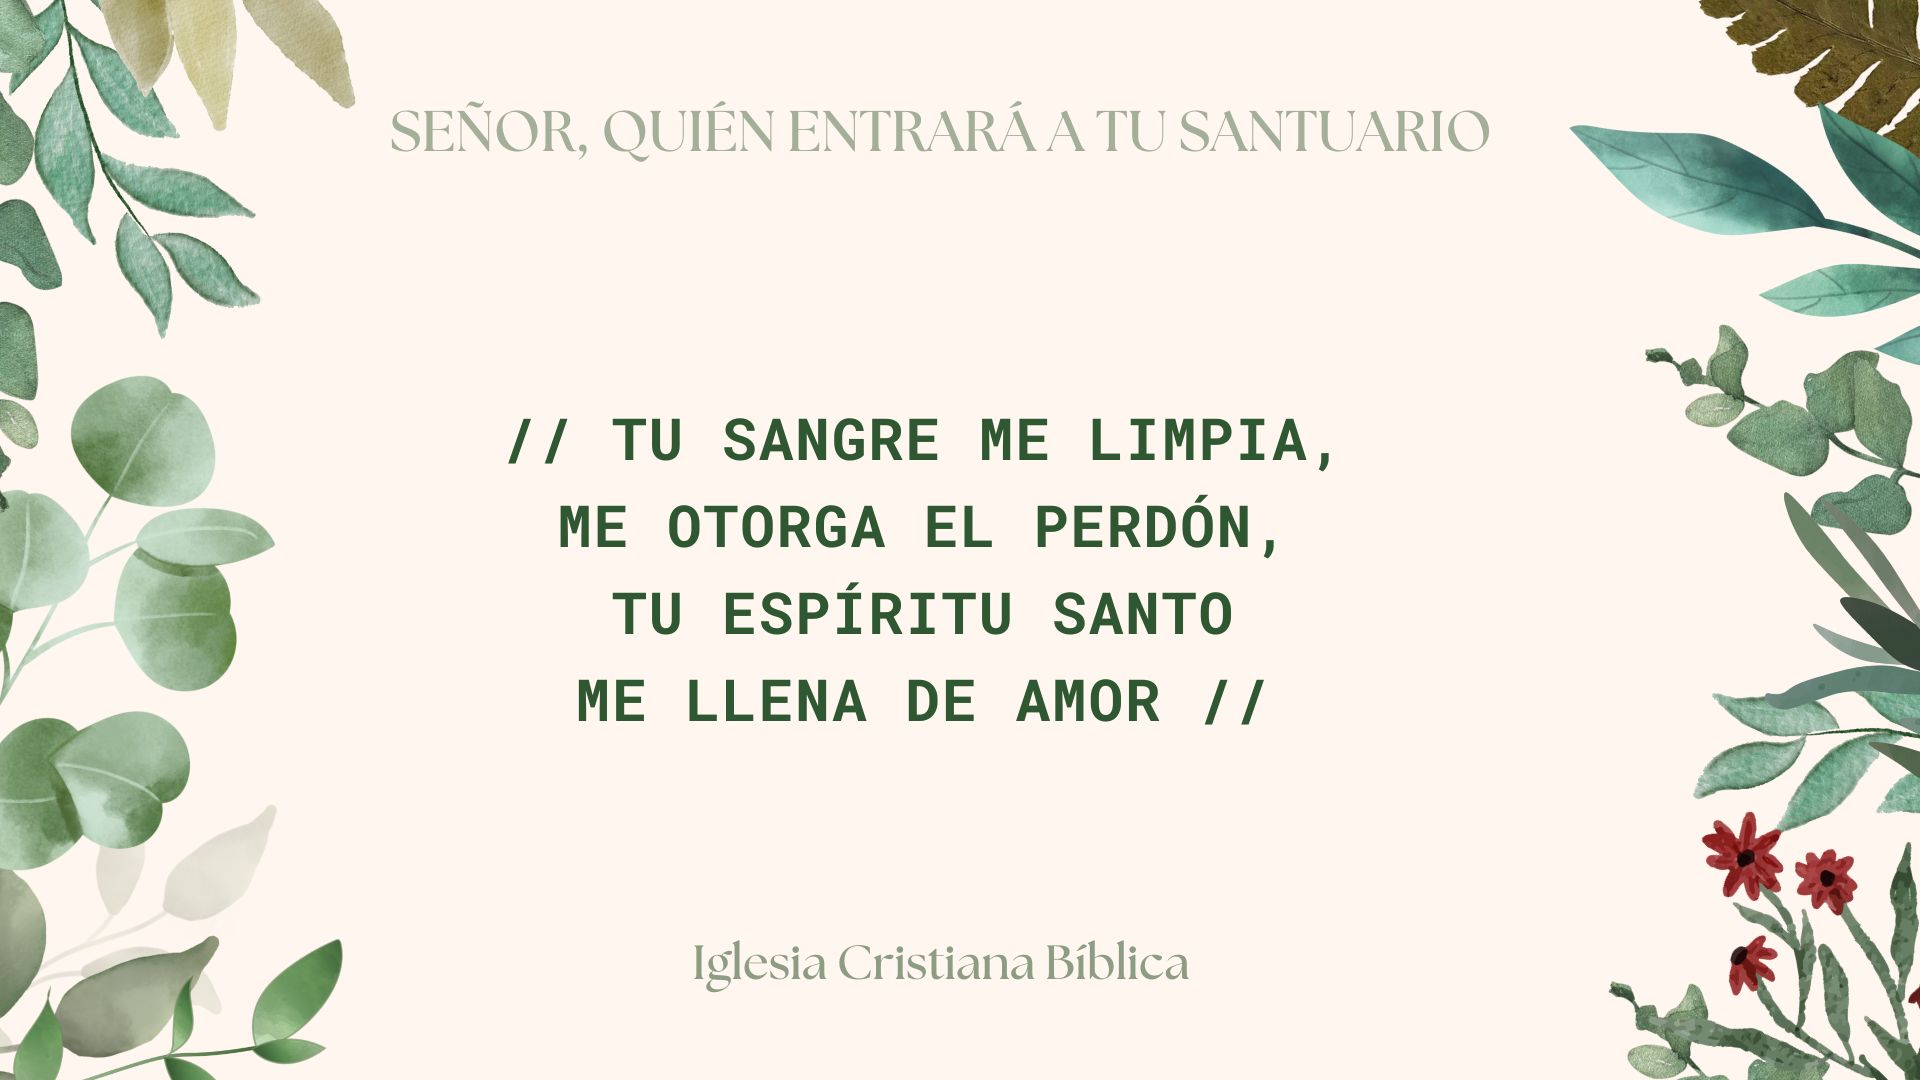 SEÑOR, QUIÉN ENTRARÁ A TU SANTUARIO
// TU SANGRE ME LIMPIA,
ME OTORGA EL PERDÓN,
TU ESPÍRITU SANTO
ME LLENA DE AMOR //
Iglesia Cristiana Bíblica